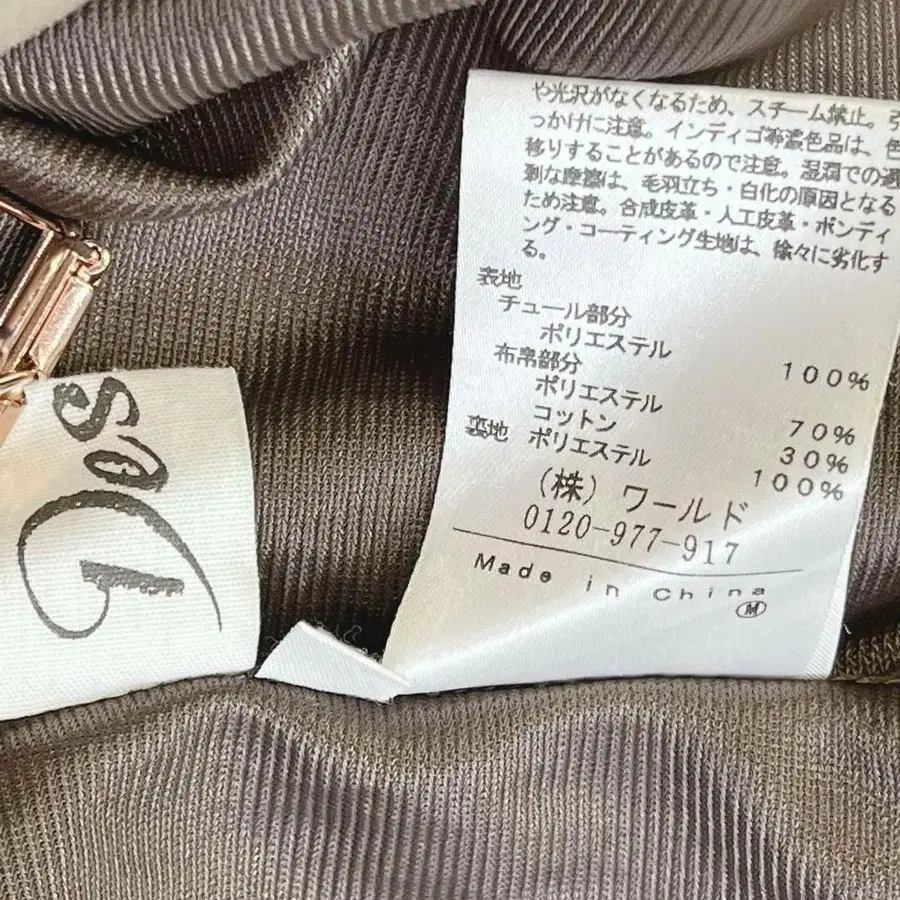 や光沢がなくなるため、スチーム禁止。引
っかけに注意。インディゴ等濃色品は、色
移りすることがあるので注意。湿潤での過
剰な摩擦は、毛羽立ち・白化の原因となる
ため注意。合成皮革・人工皮革・ボンディ
ング・コーティング生地は、徐々に劣化す
る。
表地
チュール部分
ポリエステル 100%
布帛部分
ポリエステル 70%
コットン 30%
裏地 ポリエステル 100%
(株) ワールド
0120-977-917
Made in China
M
Des